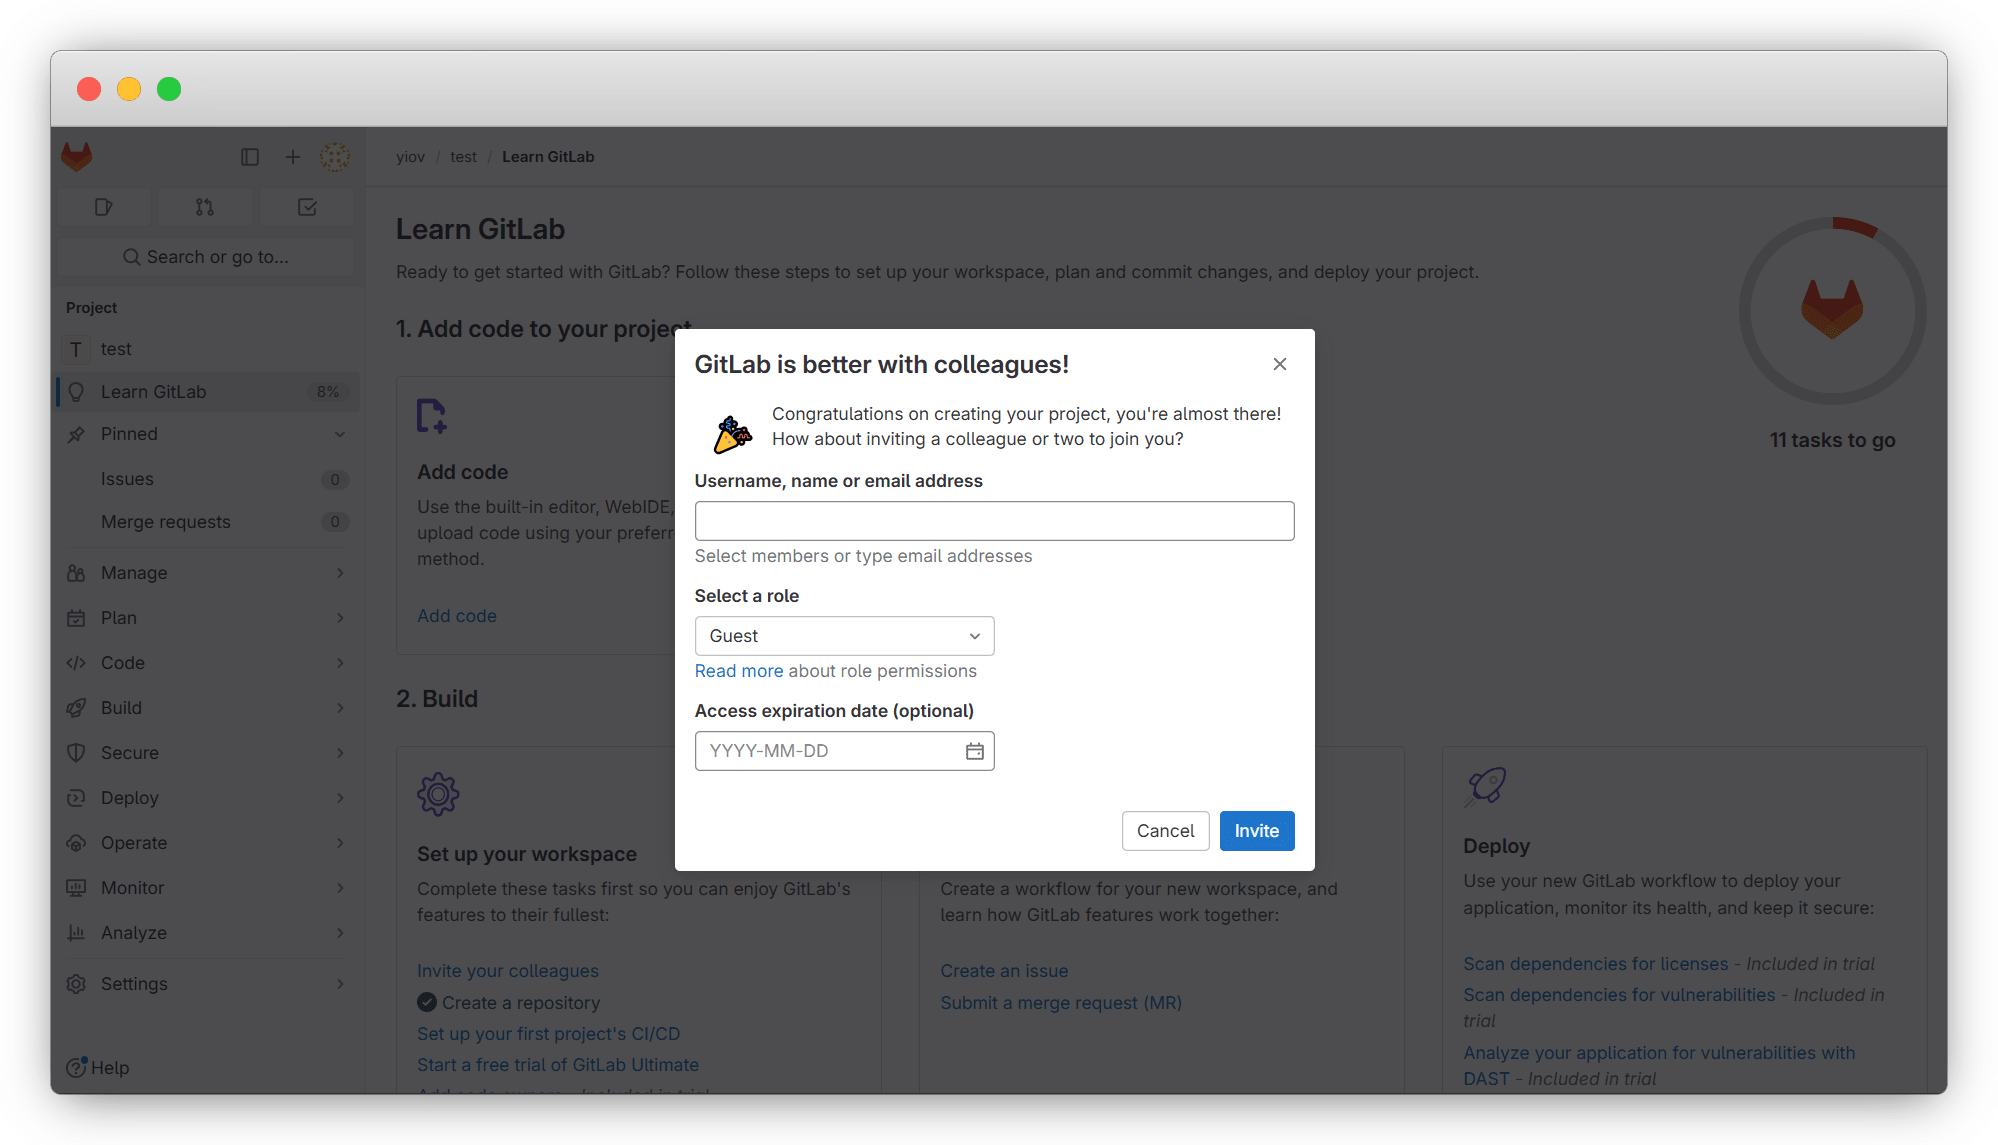 yiov / test / Learn GitLab
Search or go to...
Project
T test
Learn GitLab 8%
Pinned
Issues 0
Merge requests 0
Manage
Plan
Code
Build
Secure
Deploy
Operate
Monitor
Analyze
Settings
Help
Learn GitLab
Ready to get started with GitLab? Follow these steps to set up your workspace, plan and commit changes, and deploy your project.
11 tasks to go
1. Add code to your project
Add code
Use the built-in editor, WebIDE,
upload code using your preferr
method.
Add code
2. Build
Set up your workspace
Complete these tasks first so you can enjoy GitLab's
features to their fullest:
Invite your colleagues
Create a repository
Set up your first project's CI/CD
Start a free trial of GitLab Ultimate
Create a workflow for your new workspace, and
learn how GitLab features work together:
Create an issue
Submit a merge request (MR)
Deploy
Use your new GitLab workflow to deploy your
application, monitor its health, and keep it secure:
Scan dependencies for licenses - Included in trial
Scan dependencies for vulnerabilities - Included in
trial
Analyze your application for vulnerabilities with
DAST - Included in trial
GitLab is better with colleagues!
Congratulations on creating your project, you're almost there!
How about inviting a colleague or two to join you?
Username, name or email address
Select members or type email addresses
Select a role
Guest
Read more about role permissions
Access expiration date (optional)
YYYY-MM-DD
Cancel
Invite